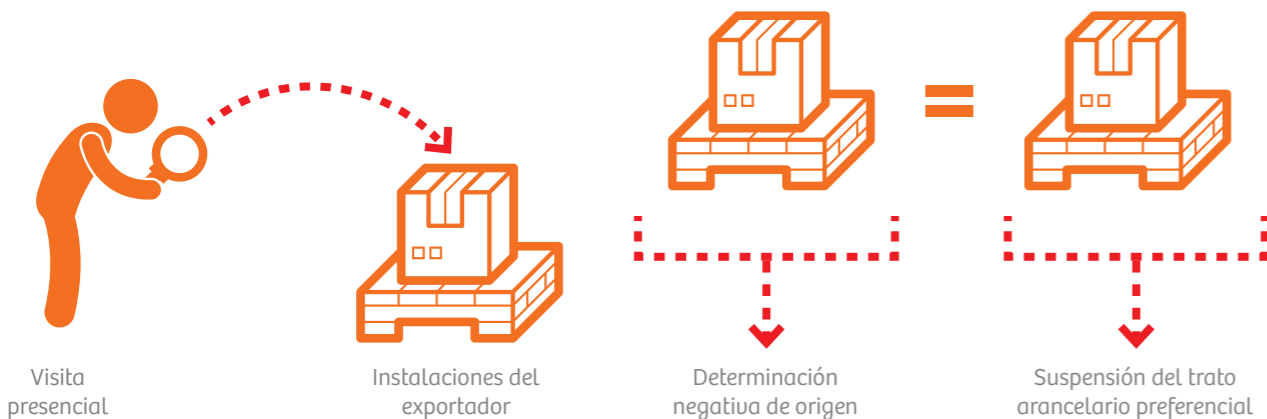 Visita
presencial
Instalaciones del
exportador
Determinación
negativa de origen
Suspensión del trato
arancelario preferencial